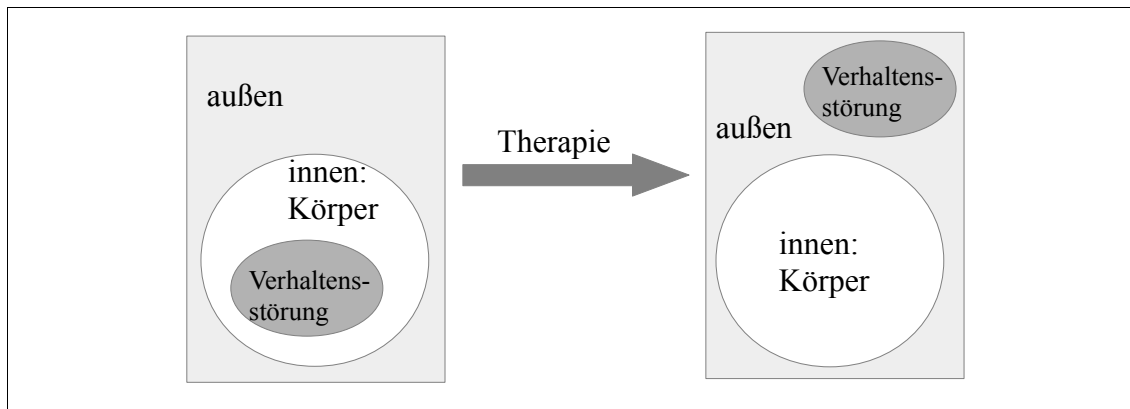 außen
innen:
Körper
Verhaltens-
störung
Therapie
Verhaltens-
störung
außen
innen:
Körper